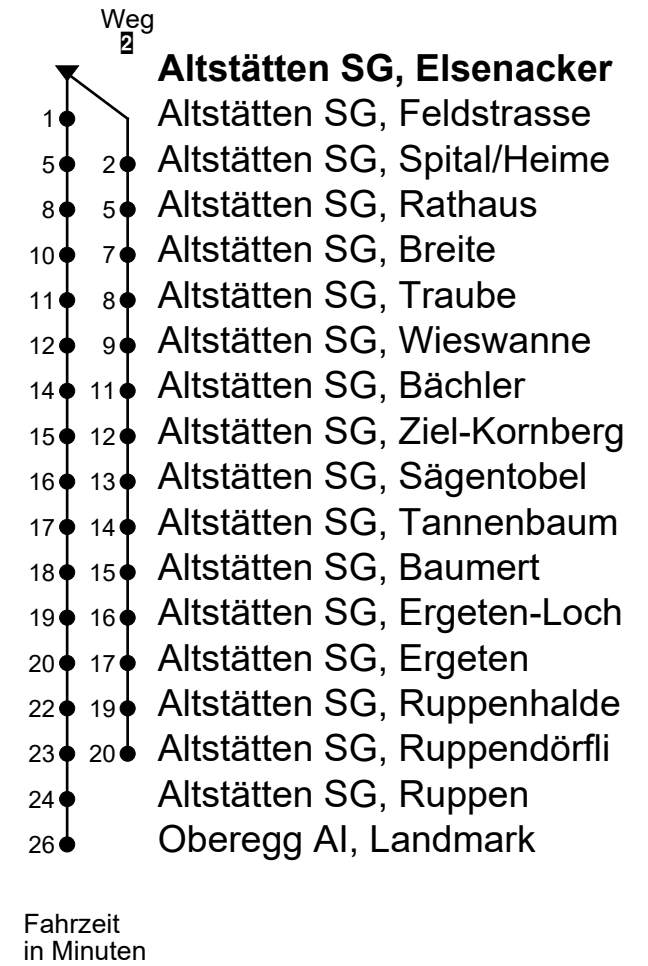 Weg
2
Altstätten SG, Elsenacker
1 Altstätten SG, Feldstrasse
5 2 Altstätten SG, Spital/Heime
8 5 Altstätten SG, Rathaus
10 7 Altstätten SG, Breite
11 8 Altstätten SG, Traube
12 9 Altstätten SG, Wieswanne
14 11 Altstätten SG, Bächler
15 12 Altstätten SG, Ziel-Kornberg
16 13 Altstätten SG, Sägentobel
17 14 Altstätten SG, Tannenbaum
18 15 Altstätten SG, Baumert
19 16 Altstätten SG, Ergeten-Loch
20 17 Altstätten SG, Ergeten
22 19 Altstätten SG, Ruppenhalde
23 20 Altstätten SG, Ruppendörfli
24 Altstätten SG, Ruppen
26 Oberegg AI, Landmark
Fahrzeit
in Minuten